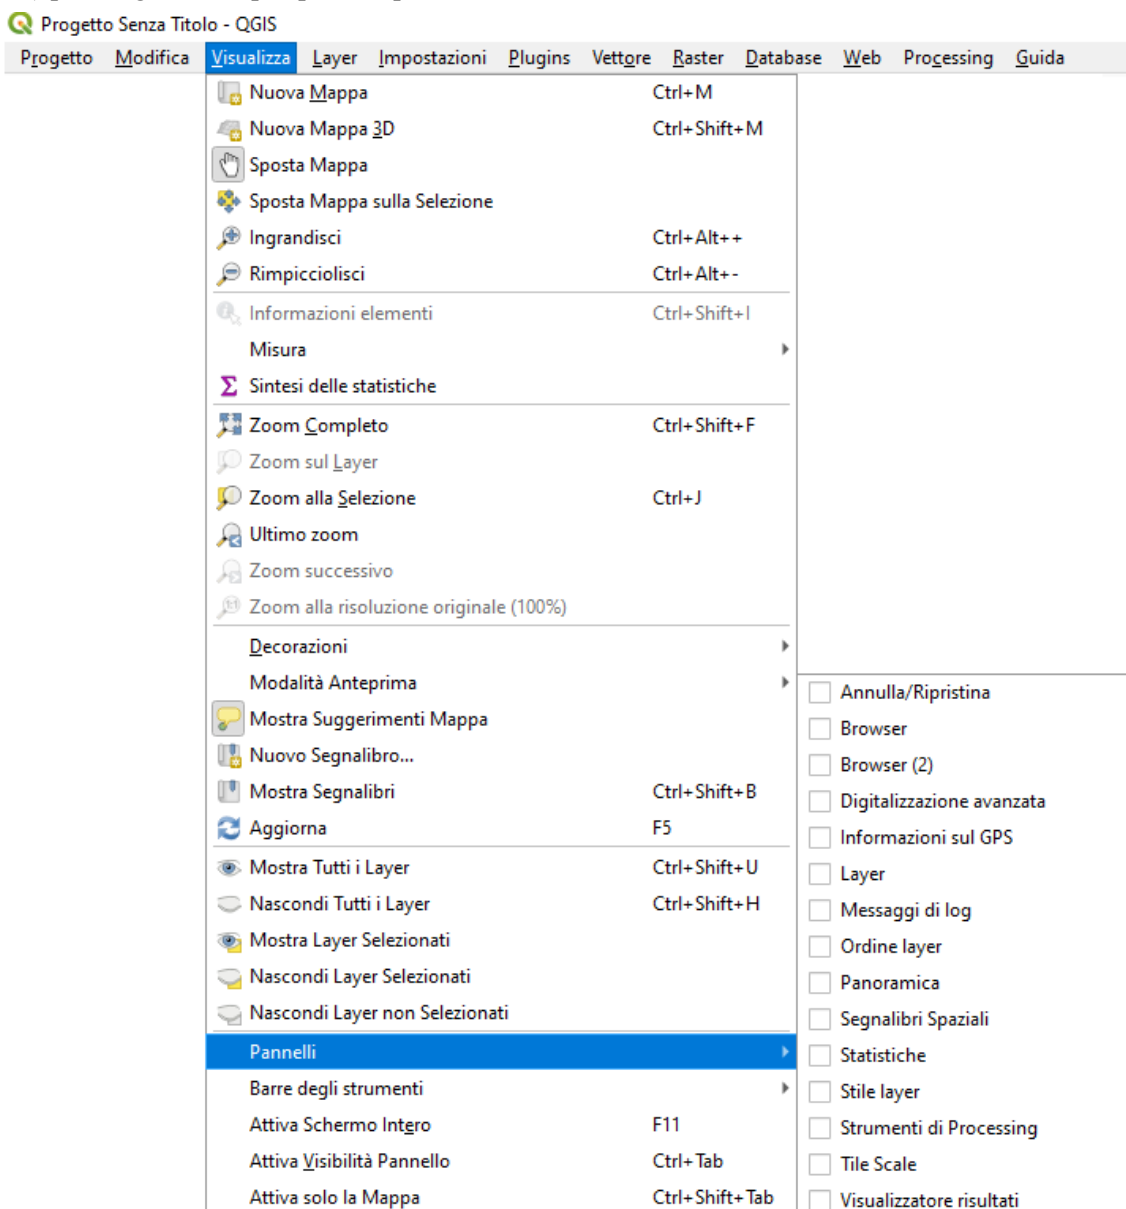 Progetto Senza Titolo - QGIS
Progetto Modifica Visualizza Layer Impostazioni Plugins Vettore Raster Database Web Processing Guida
Nuova Mappa Ctrl+M
Nuova Mappa 3D Ctrl+Shift+M
Sposta Mappa
Sposta Mappa sulla Selezione
Ingrandisci Ctrl+Alt++
Rimpicciolisci Ctrl+Alt+-
Informazioni elementi Ctrl+Shift+I
Misura
Sintesi delle statistiche
Zoom Completo Ctrl+Shift+F
Zoom sul Layer
Zoom alla Selezione Ctrl+J
Ultimo zoom
Zoom successivo
Zoom alla risoluzione originale (100%)
Decorazioni
Modalità Anteprima
Mostra Suggerimenti Mappa
Nuovo Segnalibro...
Mostra Segnalibri Ctrl+Shift+B
Aggiorna F5
Mostra Tutti i Layer Ctrl+Shift+U
Nascondi Tutti i Layer Ctrl+Shift+H
Mostra Layer Selezionati
Nascondi Layer Selezionati
Nascondi Layer non Selezionati
Pannelli
Barre degli strumenti
Attiva Schermo Intero F11
Attiva Visibilità Pannello Ctrl+Tab
Attiva solo la Mappa Ctrl+Shift+Tab
Annulla/Ripristina
Browser
Browser (2)
Digitalizzazione avanzata
Informazioni sul GPS
Layer
Messaggi di log
Ordine layer
Panoramica
Segnalibri Spaziali
Statistiche
Stile layer
Strumenti di Processing
Tile Scale
Visualizzatore risultati